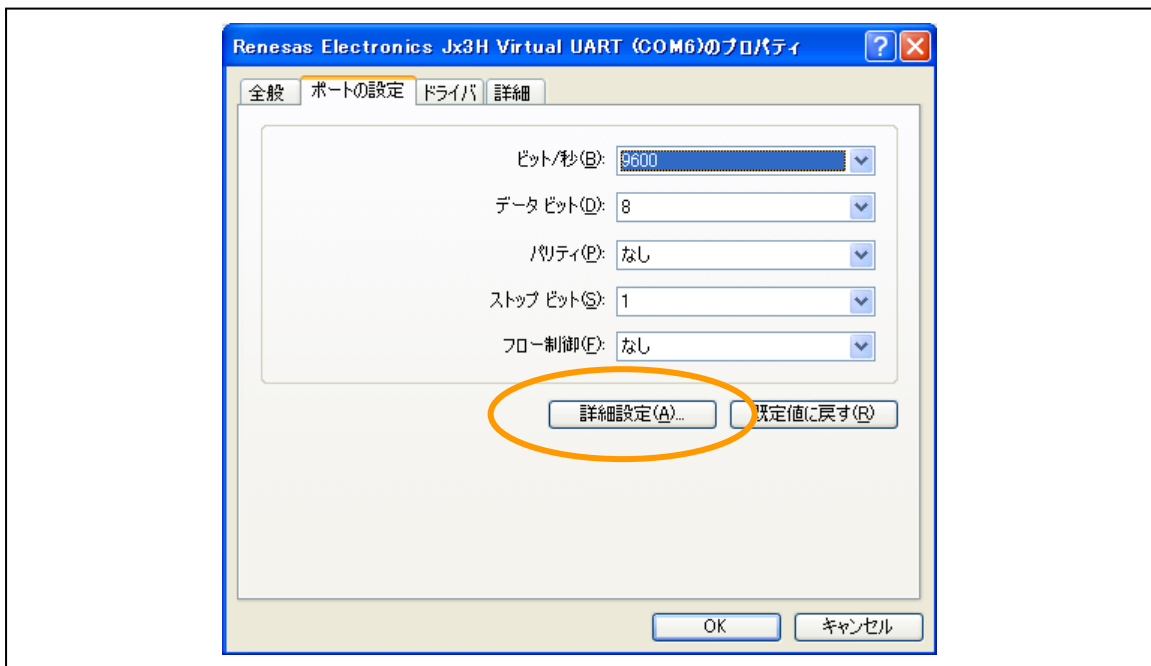 Renesas Electronics Jx3H Virtual UART (COM6)のプロパティ
全般 ポートの設定 ドライバ 詳細
ビット/秒(B): 9600
データ ビット(D): 8
パリティ(P): なし
ストップ ビット(S): 1
フロー制御(F): なし
詳細設定(A)... 既定値に戻す(R)
OK キャンセル